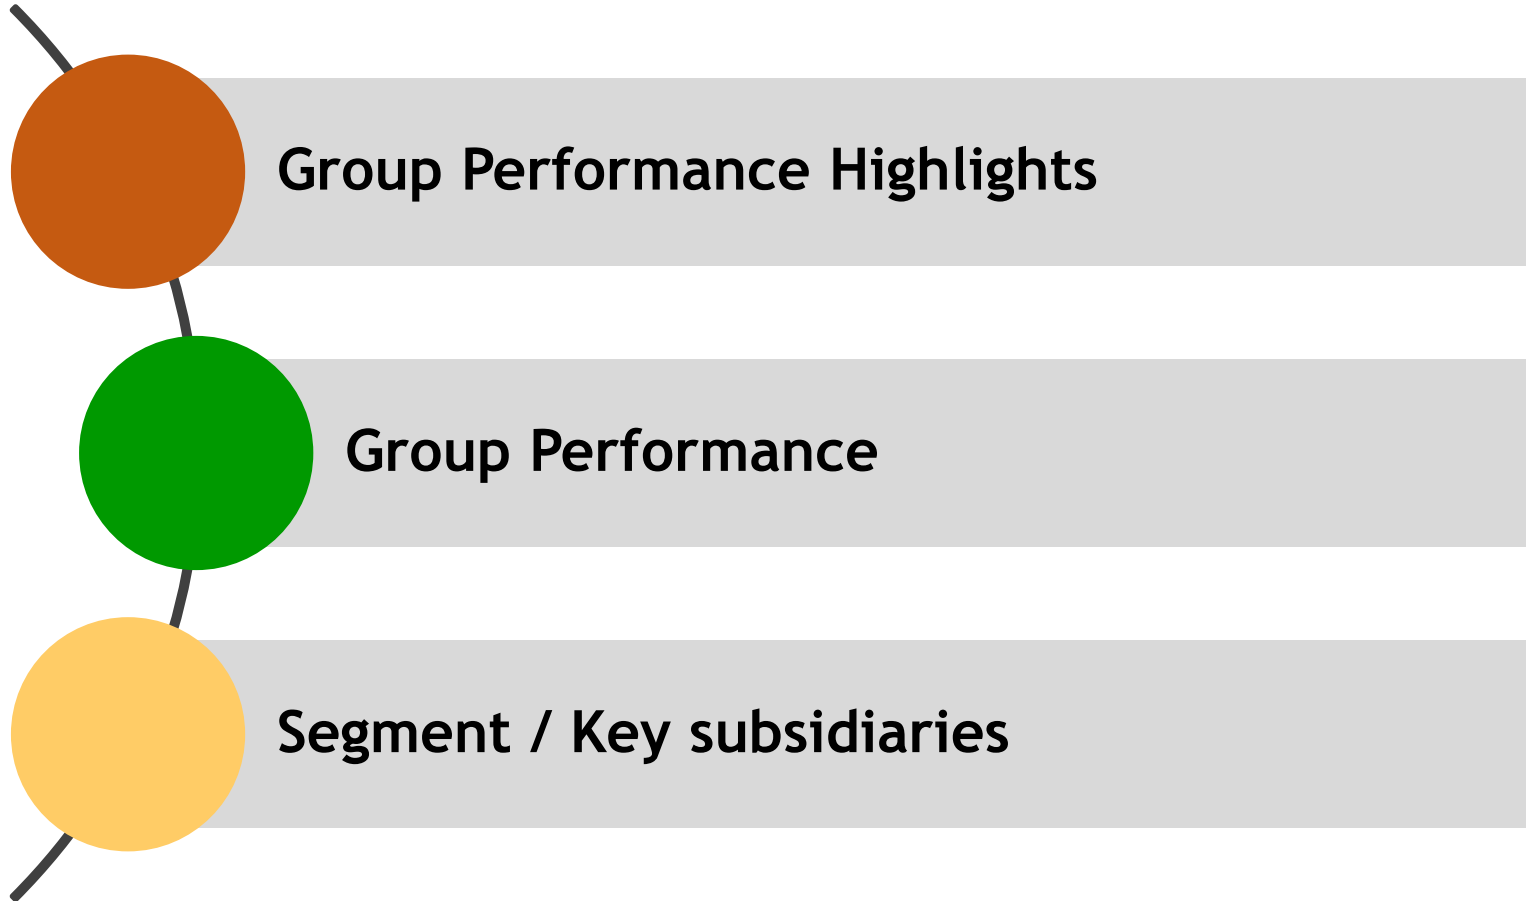 Group Performance Highlights
Group Performance
Segment / Key subsidiaries